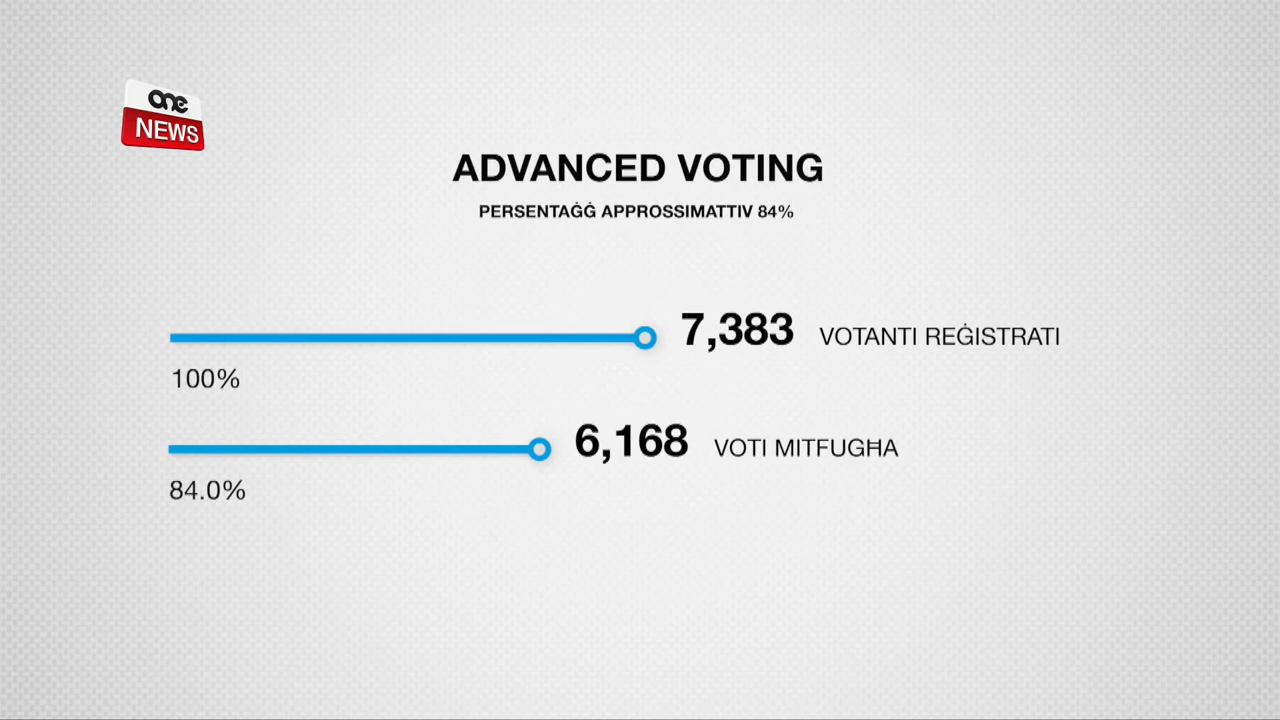 one
NEWS
ADVANCED VOTING
PERSENTAĠĠ APPROSSIMATTIV 84%
7,383 VOTANTI REĠISTRATI
100%
6,168 VOTI MITFUGĦA
84.0%